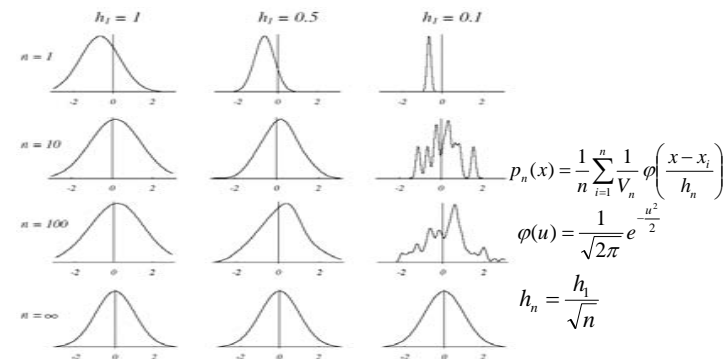 h₁ = 1 h₁ = 0.5 h₁ = 0.1
n = 1
-2 0 2 -2 0 2 -2 0 2
n = 10
-2 0 2 -2 0 2 -2 0 2
n = 100
-2 0 2 -2 0 2 -2 0 2
n = ∞
-2 0 2 -2 0 2 -2 0 2
pₙ(x) = 1/n ∑ᵢ₌₁ⁿ 1/Vₙ φ((x − xᵢ)/hₙ)
φ(u) = 1/√(2π) e^(−u²/2)
hₙ = h₁/√n